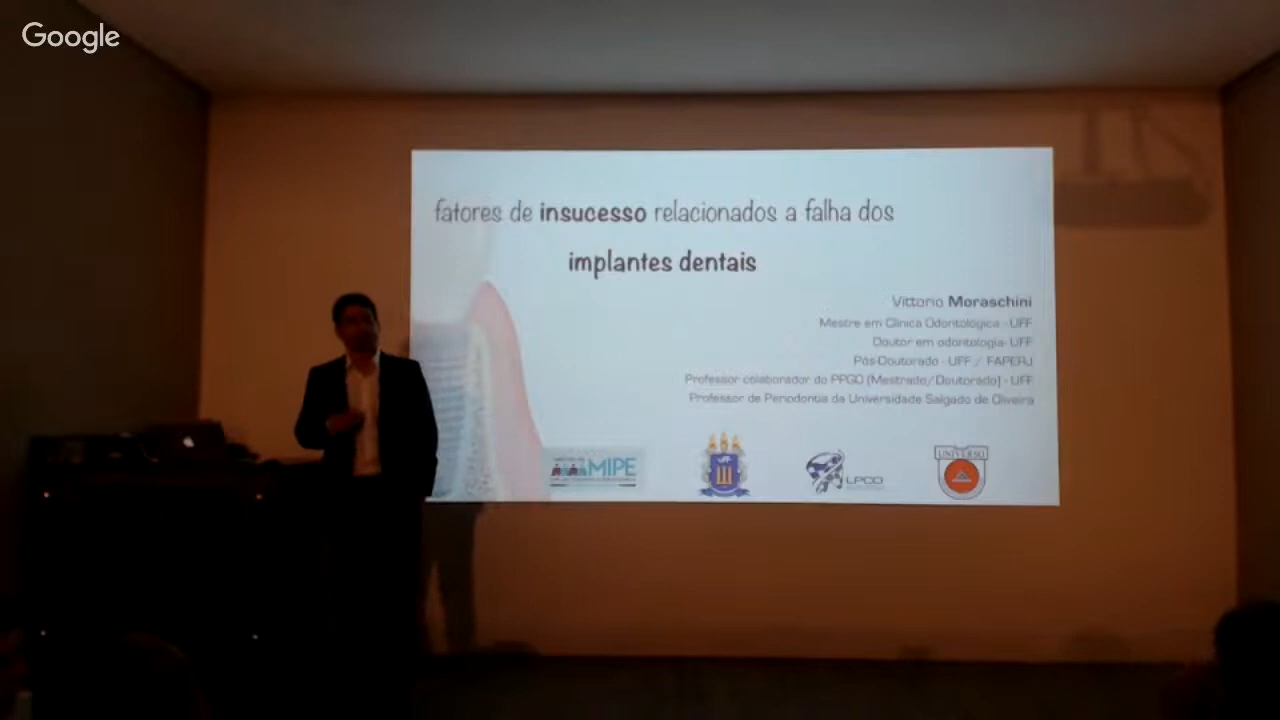 Google
fatores de insucesso relacionados a falha dos
implantes dentais
Vittorio Moraschini
Mestre em Clínica Odontológica - UFF
Doutor em odontologia- UFF
Pós-Doutorado - UFF / FAPERJ
Professor colaborador do PPGO (Mestrado/Doutorado) - UFF
Professor de Periodontia da Universidade Salgado de Oliveira
MIPE
UFF
LPCO
UNIVERSO